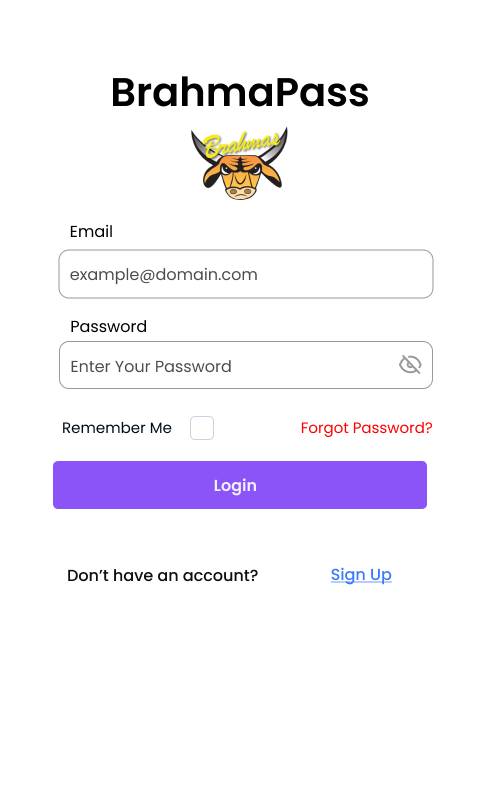 BrahmaPass
Brahmas
Email
example@domain.com
Password
Enter Your Password
Remember Me
Forgot Password?
Login
Don’t have an account?
Sign Up